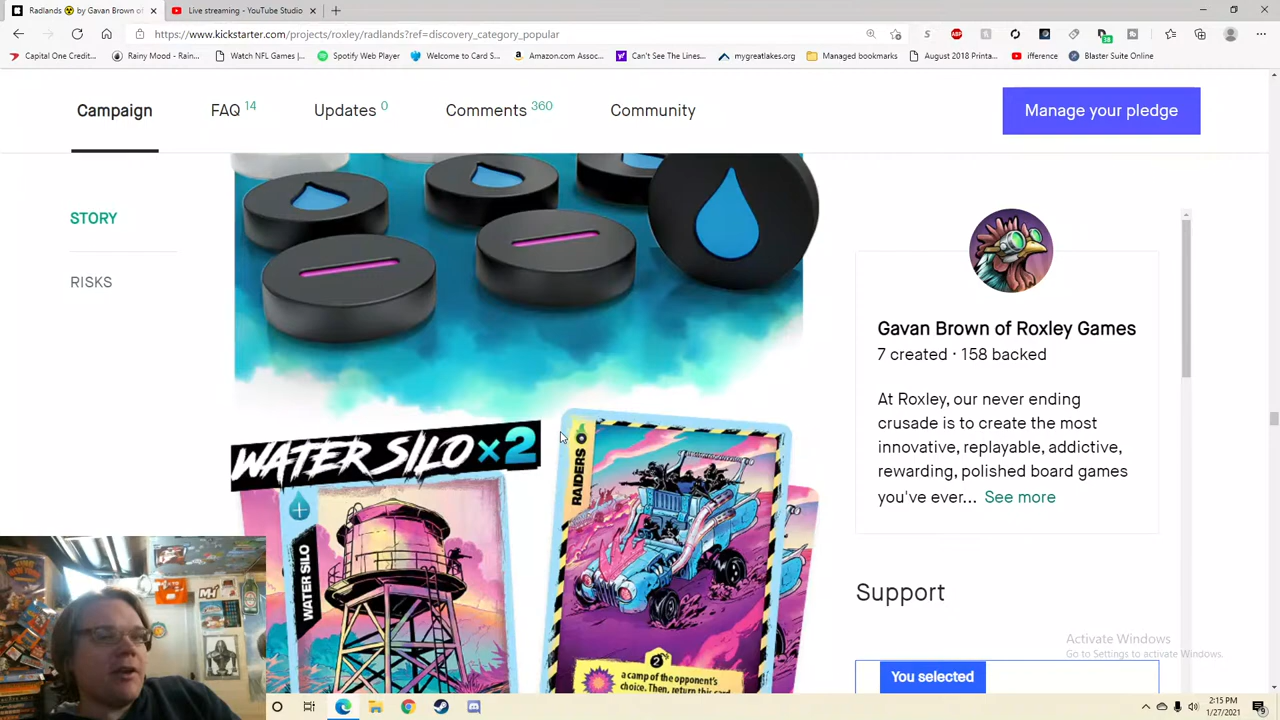 Radlands ☢ by Gavan Brown of
Live streaming - YouTube Studio
https://www.kickstarter.com/projects/roxley/radlands?ref=discovery_category_popular
Capital One Credit...
Rainy Mood - Rain...
Watch NFL Games |...
Spotify Web Player
Welcome to Card S...
Amazon.com Assoc...
Can't See The Lines...
mygreatlakes.org
Managed bookmarks
August 2018 Printa...
ifference
Blaster Suite Online
Campaign
FAQ 14
Updates 0
Comments 360
Community
Manage your pledge
STORY
RISKS
Gavan Brown of Roxley Games
7 created · 158 backed
At Roxley, our never ending
crusade is to create the most
innovative, replayable, addictive,
rewarding, polished board games
you've ever... See more
WATER SILO ×2
RAIDERS
WATER SILO
2
a camp of the opponent's
choice. Then, return this card
Support
Activate Windows
Go to Settings to activate Windows.
You selected
2:15 PM
1/27/2021